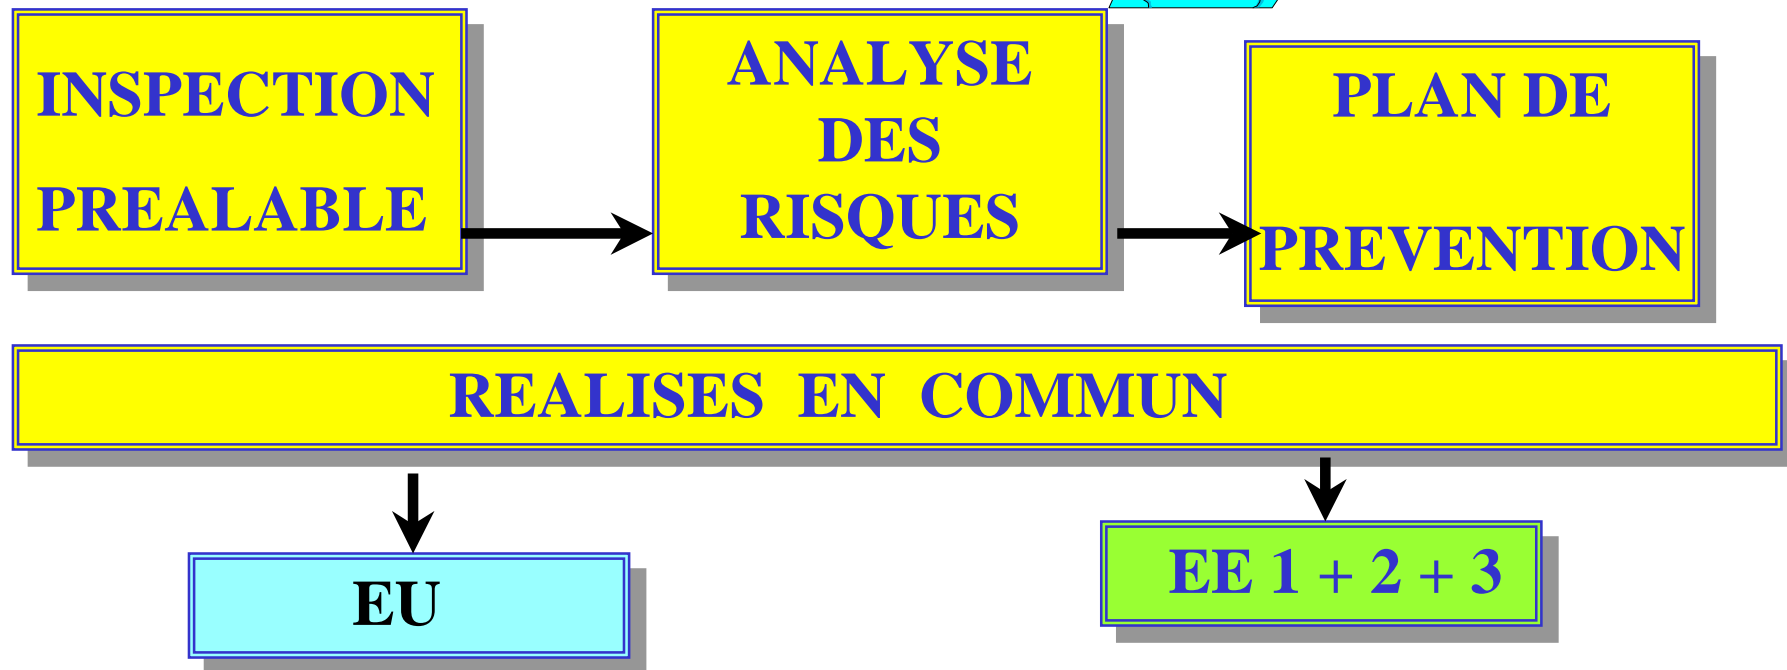 INSPECTION
PREALABLE
ANALYSE
DES
RISQUES
PLAN DE
PREVENTION
REALISES EN COMMUN
EU
EE 1 + 2 + 3